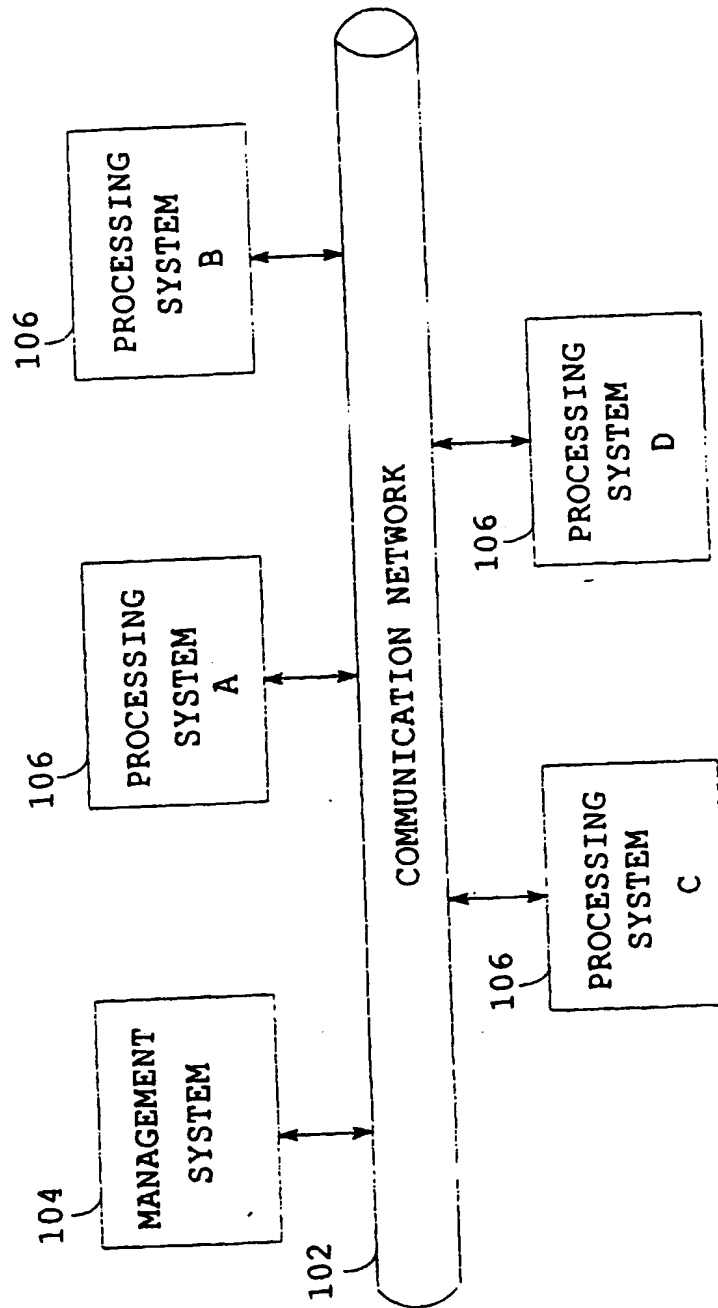 104
MANAGEMENT
SYSTEM
106
PROCESSING
SYSTEM
A
106
PROCESSING
SYSTEM
B
102
COMMUNICATION NETWORK
106
PROCESSING
SYSTEM
C
106
PROCESSING
SYSTEM
D